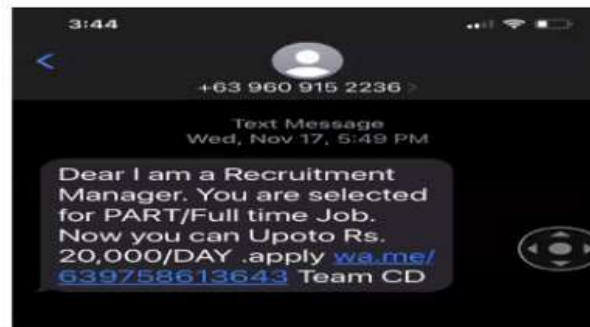 3:44
+63 960 915 2236 >
Text Message
Wed, Nov 17, 5:49 PM
Dear I am a Recruitment
Manager. You are selected
for PART/Full time Job.
Now you can Upoto Rs.
20,000/DAY .apply wa.me/
639758613643 Team CD